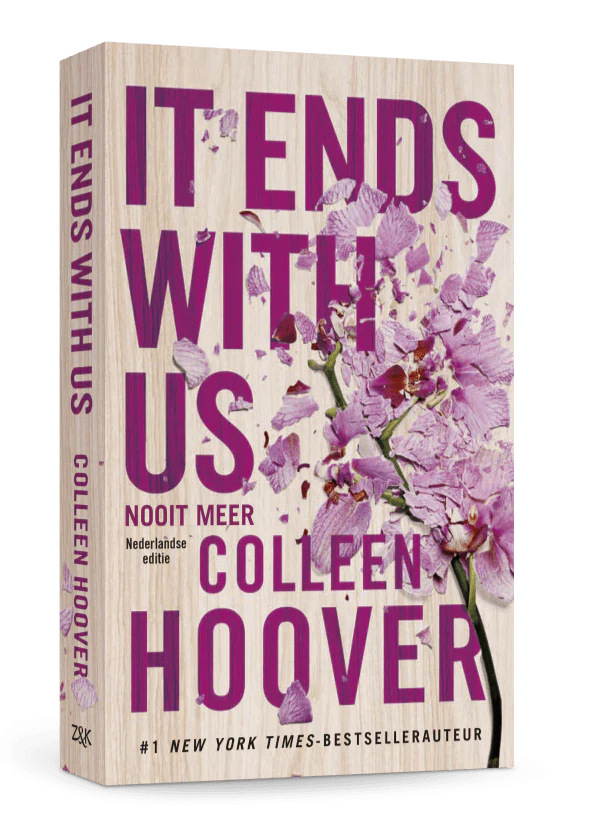 IT ENDS WITH US
COLLEEN HOOVER
Z&K
IT ENDS
WITH
US
NOOIT MEER
Nederlandse
editie
COLLEEN
HOOVER
#1 NEW YORK TIMES-BESTSELLERAUTEUR